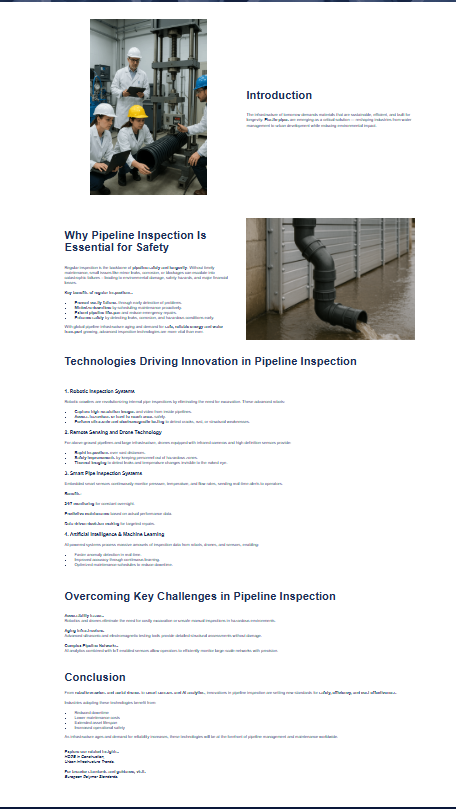 Introduction
The infrastructure of tomorrow demands materials that are sustainable, efficient, and built for
longevity. Plastic pipes are emerging as a critical solution — reshaping industries from water
management to urban development while reducing environmental impact.
Why Pipeline Inspection Is
Essential for Safety
Regular inspection is the backbone of pipeline safety and longevity. Without timely
maintenance, small issues like minor leaks, corrosion, or blockages can escalate into
catastrophic failures – leading to environmental damage, safety hazards, and major financial
losses.
Key benefits of regular inspection:
Prevent costly failures through early detection of problems.
Minimize downtime by scheduling maintenance proactively.
Extend pipeline lifespan and reduce emergency repairs.
Enhance safety by detecting leaks, corrosion, and hazardous conditions early.
With global pipeline infrastructure aging and demand for safe, reliable energy and water
transport growing, advanced inspection technologies are more vital than ever.
Technologies Driving Innovation in Pipeline Inspection
1. Robotic Inspection Systems
Robotic crawlers are revolutionizing internal pipe inspections by eliminating the need for excavation. These advanced robots:
Capture high-resolution images and video from inside pipelines.
Access hazardous or hard-to-reach areas safely.
Perform ultrasonic and electromagnetic testing to detect cracks, rust, or structural weaknesses.
2. Remote Sensing and Drone Technology
For above-ground pipelines and large infrastructure, drones equipped with infrared cameras and high-definition sensors provide:
Rapid inspections over vast distances.
Safety improvements by keeping personnel out of hazardous zones.
Thermal imaging to detect leaks and temperature changes invisible to the naked eye.
3. Smart Pipe Inspection Systems
Embedded smart sensors continuously monitor pressure, temperature, and flow rates, sending real-time alerts to operators.
Benefits:
24/7 monitoring for constant oversight.
Predictive maintenance based on actual performance data.
Data-driven decision making for targeted repairs.
4. Artificial Intelligence & Machine Learning
AI-powered systems process massive amounts of inspection data from robots, drones, and sensors, enabling:
Faster anomaly detection in real-time.
Improved accuracy through continuous learning.
Optimized maintenance schedules to reduce downtime.
Overcoming Key Challenges in Pipeline Inspection
Accessibility Issues:
Robotics and drones eliminate the need for costly excavation or manual inspections in hazardous environments.
Aging Infrastructure:
Advanced ultrasonic and electromagnetic testing tools provide detailed structural assessments without damage.
Complex Pipeline Networks:
AI analytics combined with IoT-enabled sensors allow operators to efficiently monitor large-scale networks with precision.
Conclusion
From robotic crawlers and aerial drones, to smart sensors and AI analytics, innovations in pipeline inspection are setting new standards for safety, efficiency, and cost-effectiveness.
Industries adopting these technologies benefit from:
Reduced downtime
Lower maintenance costs
Extended asset lifespan
Increased operational safety
As infrastructure ages and demand for reliability increases, these technologies will be at the forefront of pipeline management and maintenance worldwide.
Explore our related insights:
HDPE in Construction
Urban Infrastructure Trends
For broader standards and guidance, visit:
European Polymer Standards